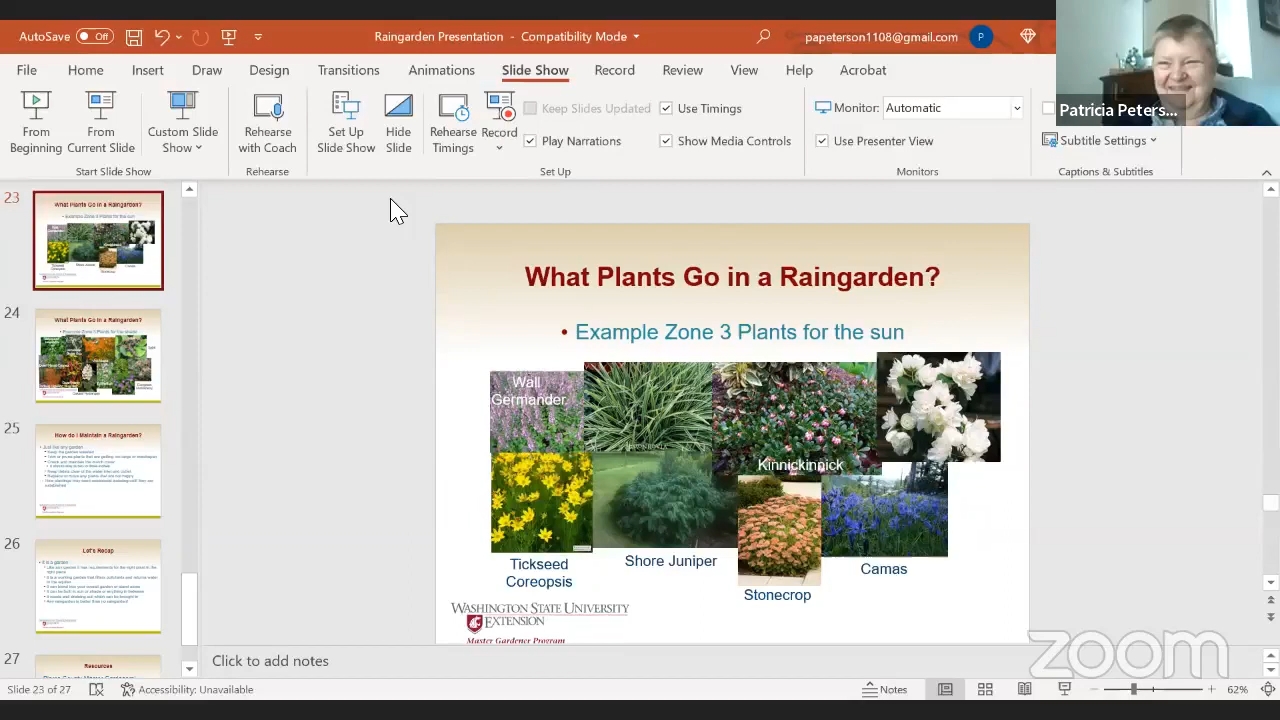 AutoSave Off
Raingarden Presentation - Compatibility Mode
papeterson1108@gmail.com P
Patricia Peters...
File Home Insert Draw Design Transitions Animations Slide Show Record Review View Help Acrobat
From Beginning
From Current Slide
Custom Slide Show
Rehearse with Coach
Set Up Slide Show
Hide Slide
Rehearse Timings
Record
Keep Slides Updated
Use Timings
Play Narrations
Show Media Controls
Monitor: Automatic
Use Presenter View
Subtitle Settings
Start Slide Show Rehearse Set Up Monitors Captions & Subtitles
23
What Plants Go in a Raingarden?
24
What Plants Go in a Raingarden?
25
How do I Maintain a Raingarden?
26
Let's Recap
27
Resources
What Plants Go in a Raingarden?
• Example Zone 3 Plants for the sun
Wall
Germander
Kinnickinnick
Tickseed
Coreopsis
Shore Juniper
Stonecrop
Camas
WASHINGTON STATE UNIVERSITY
EXTENSION
Master Gardener Program
Click to add notes
zoom
Slide 23 of 27 Accessibility: Unavailable Notes 62%